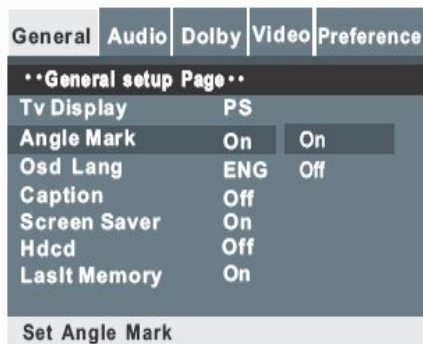 General Audio Dolby Video Preference
··General setup Page··
Tv Display PS
Angle Mark On On
Osd Lang ENG Off
Caption Off
Screen Saver On
Hdcd Off
Laslt Memory On
Set Angle Mark